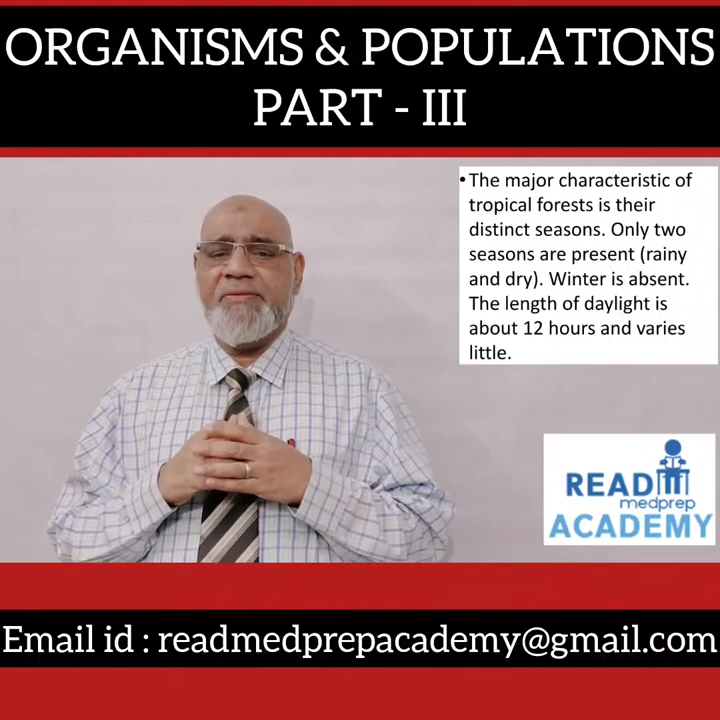 ORGANISMS & POPULATIONS
PART - III
• The major characteristic of
tropical forests is their
distinct seasons. Only two
seasons are present (rainy
and dry). Winter is absent.
The length of daylight is
about 12 hours and varies
little.
READ
medprep
ACADEMY
Email id : readmedprepacademy@gmail.com